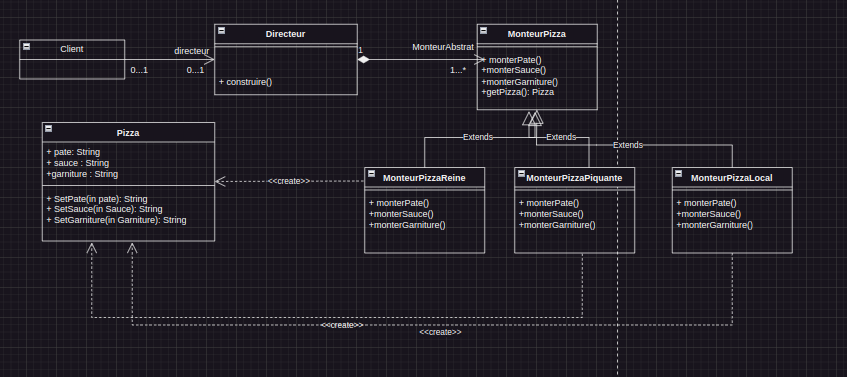 Client
directeur
0...1
0...1
Directeur
+ construire()
1
MonteurAbstrat
1...*
MonteurPizza
+ monterPate()
+monterSauce()
+monterGarniture()
+getPizza(): Pizza
Extends
Extends
Extends
Pizza
+ pate: String
+ sauce : String
+garniture : String
+ SetPate(in pate): String
+ SetSauce(in Sauce): String
+ SetGarniture(in Garniture): String
<<create>>
MonteurPizzaReine
+ monterPate()
+monterSauce()
+monterGarniture()
MonteurPizzaPiquante
+ monterPate()
+monterSauce()
+monterGarniture()
MonteurPizzaLocal
+ monterPate()
+monterSauce()
+monterGarniture()
<<create>>
<<create>>